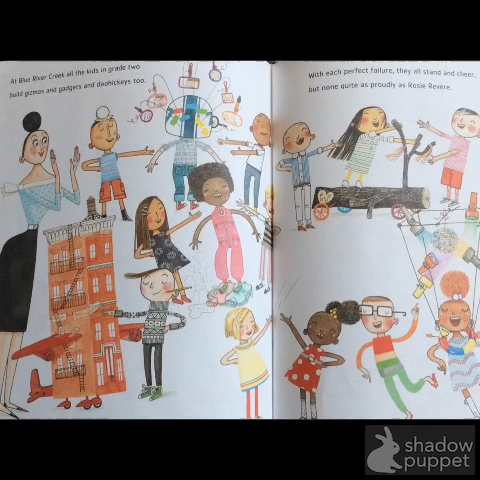 At Blue River Creek all the kids in grade two
build gizmos and gadgets and doohickeys too.
With each perfect failure, they all stand and cheer,
but none quite as proudly as Rosie Revere.
shadow
puppet